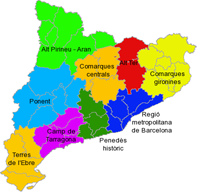 Alt Pirineu - Aran
Comarques
centrals
Alt Ter
Comarques
gironines
Ponent
Camp de
Tarragona
Regió
metropolitana
de Barcelona
Penedès
històric
Terres
de l'Ebre